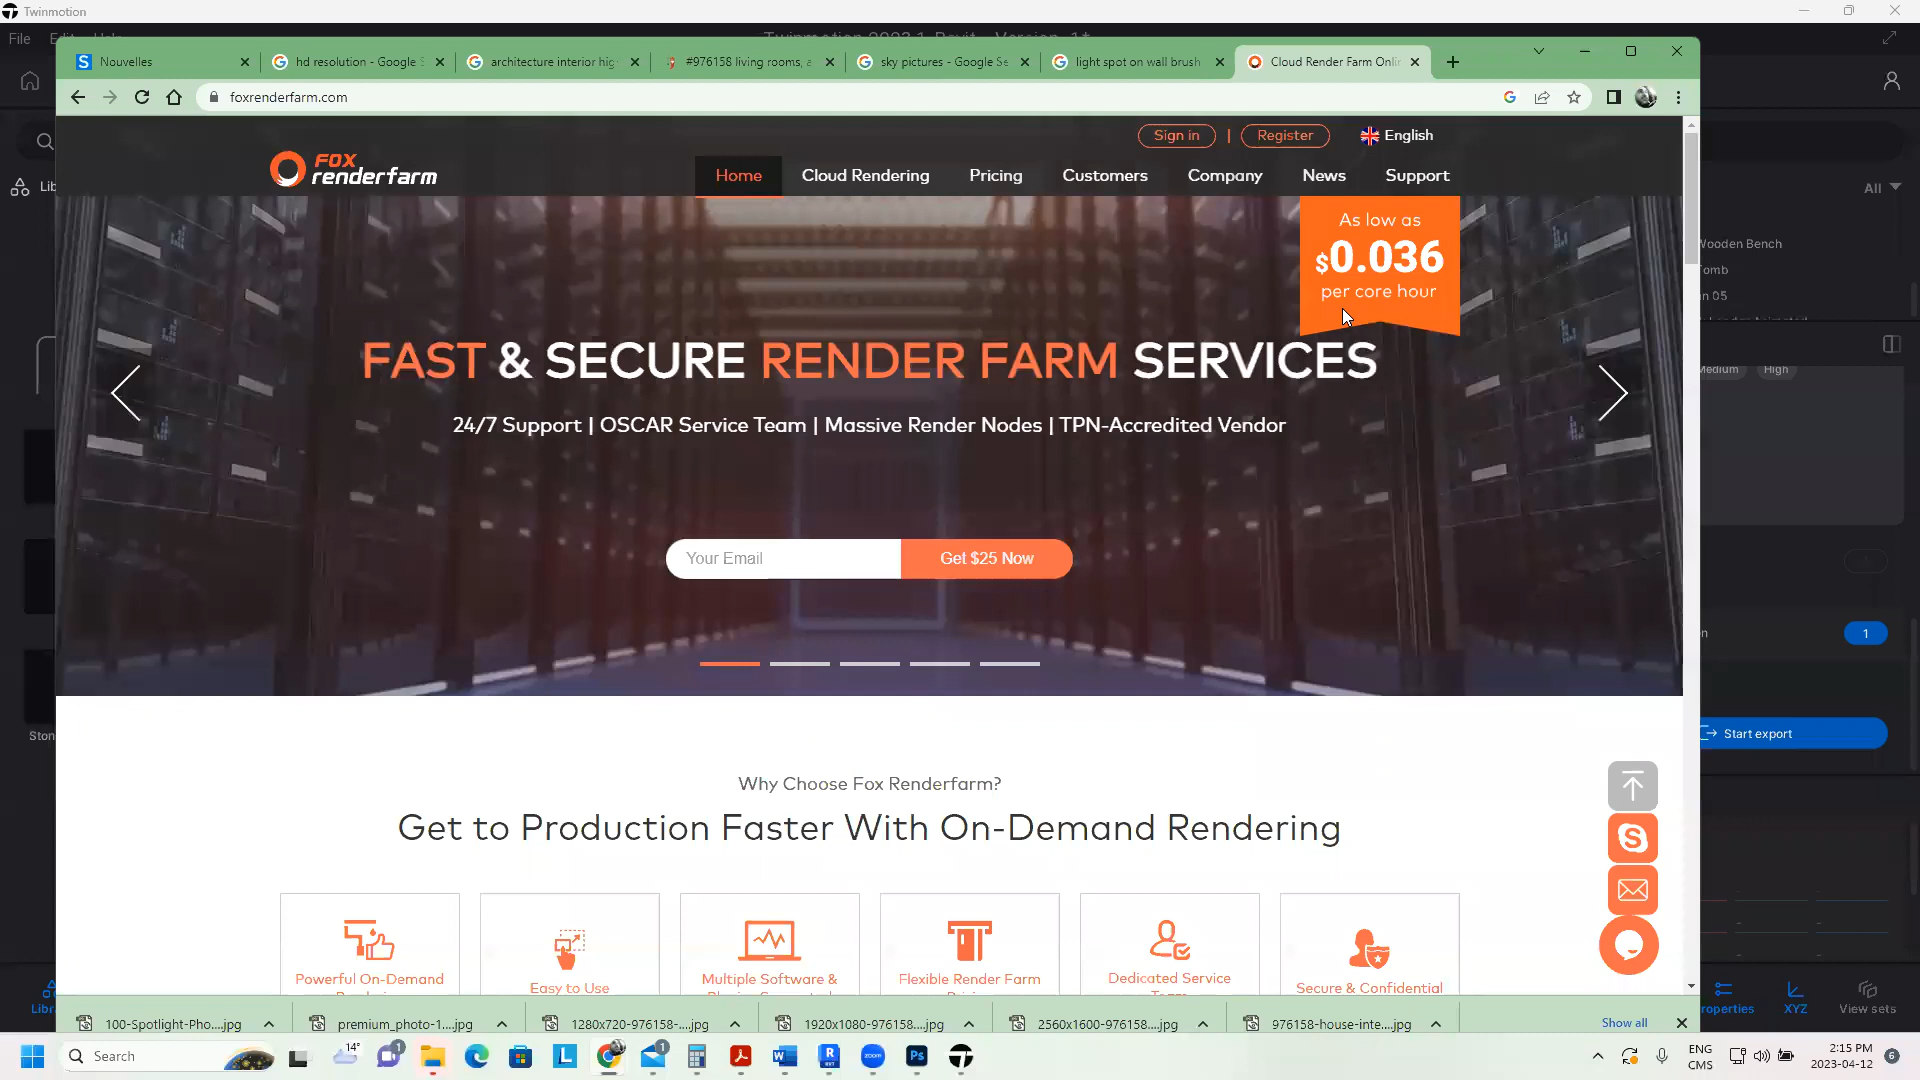 Twinmotion
File
Nouvelles
hd resolution - Google S
architecture interior hig
#976158 living rooms, a
sky pictures - Google Se
light spot on wall brush
Cloud Render Farm Onli
foxrenderfarm.com
Sign in | Register
English
FOX
renderfarm
Home
Cloud Rendering
Pricing
Customers
Company
News
Support
All
As low as
$0.036
per core hour
Wooden Bench
FAST & SECURE RENDER FARM SERVICES
Medium
High
24/7 Support | OSCAR Service Team | Massive Render Nodes | TPN-Accredited Vendor
Your Email
Get $25 Now
1
Start export
Why Choose Fox Renderfarm?
Get to Production Faster With On-Demand Rendering
Powerful On-Demand
Easy to Use
Multiple Software &
Flexible Render Farm
Dedicated Service
Secure & Confidential
XYZ
View sets
100-Spotlight-Pho....jpg
premium_photo-1....jpg
1280x720-976158-....jpg
1920x1080-976158....jpg
2560x1600-976158....jpg
976158-house-inte....jpg
Show all
Search
14°
1
1
ENG
CMS
2:15 PM
2023-04-12
6